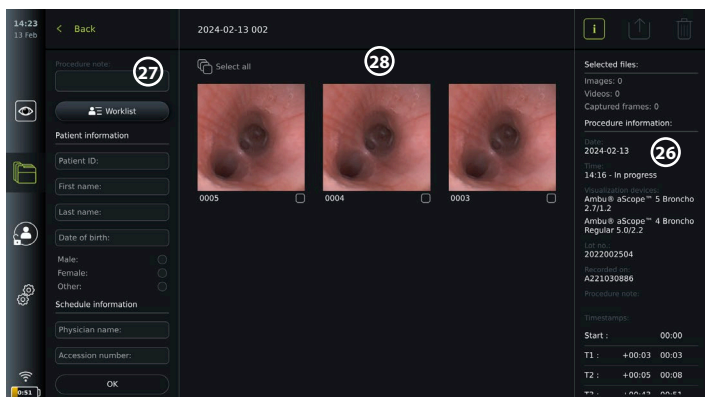 14:23
13 Feb
Back
2024-02-13 002
i
Procedure note:
27
Worklist
Patient information
Patient ID:
First name:
Last name:
Date of birth:
Male:
Female:
Other:
Schedule information
Physician name:
Accession number:
OK
0:51
Select all
28
0005
0004
0003
Selected files:
Images: 0
Videos: 0
Captured frames: 0
Procedure information:
26
Date:
2024-02-13
Time:
14:16 - In progress
Visualization devices:
Ambu® aScope™ 5 Broncho
2.7/1.2
Ambu® aScope™ 4 Broncho
Regular 5.0/2.2
Lot no.:
2022002504
Recorded on:
A221030886
Procedure note:
Timestamps:
Start : 00:00
T1 : +00:03 00:03
T2 : +00:05 00:08